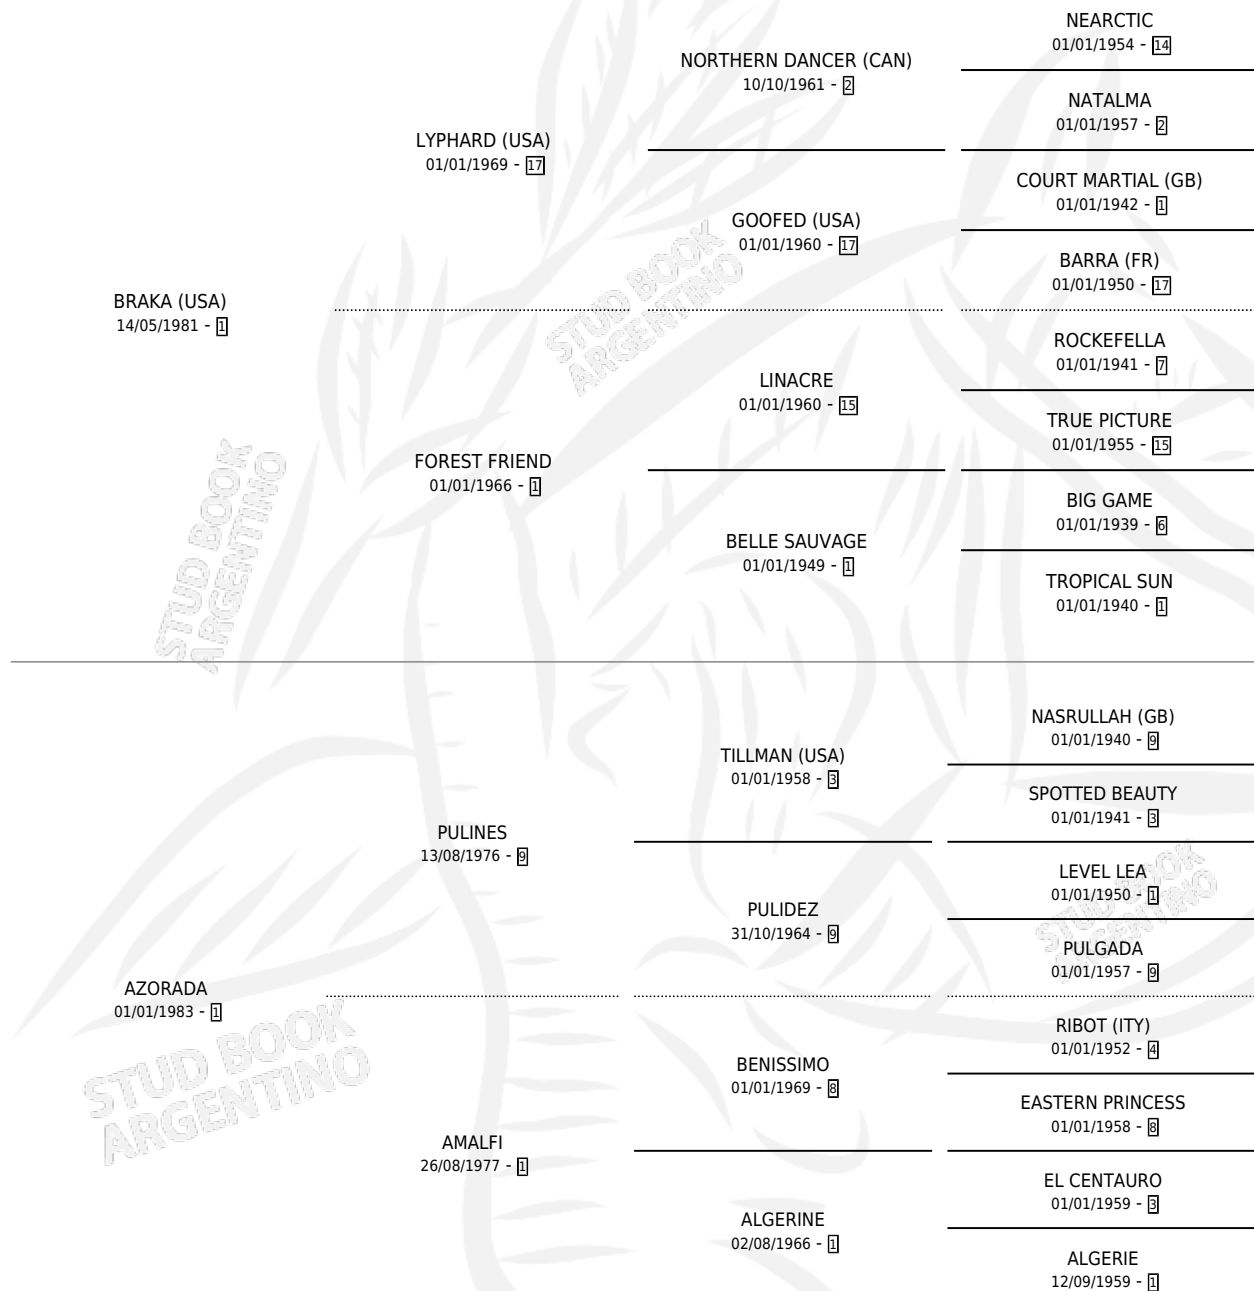 NEARCTIC
01/01/1954 - 14
NORTHERN DANCER (CAN)
10/10/1961 - 2
NATALMA
01/01/1957 - 2
LYPHARD (USA)
01/01/1969 - 17
COURT MARTIAL (GB)
01/01/1942 - 1
GOOFED (USA)
01/01/1960 - 17
BARRA (FR)
01/01/1950 - 17
BRAKA (USA)
14/05/1981 - 1
ROCKEFELLA
01/01/1941 - 7
LINACRE
01/01/1960 - 15
TRUE PICTURE
01/01/1955 - 15
FOREST FRIEND
01/01/1966 - 1
BIG GAME
01/01/1939 - 6
BELLE SAUVAGE
01/01/1949 - 1
TROPICAL SUN
01/01/1940 - 1
NASRULLAH (GB)
01/01/1940 - 9
TILLMAN (USA)
01/01/1958 - 3
SPOTTED BEAUTY
01/01/1941 - 3
PULINES
13/08/1976 - 9
LEVEL LEA
01/01/1950 - 1
PULIDEZ
31/10/1964 - 9
PULGADA
01/01/1957 - 9
AZORADA
01/01/1983 - 1
RIBOT (ITY)
01/01/1952 - 4
BENISSIMO
01/01/1969 - 8
EASTERN PRINCESS
01/01/1958 - 8
AMALFI
26/08/1977 - 1
EL CENTAURO
01/01/1959 - 3
ALGERINE
02/08/1966 - 1
ALGERIE
12/09/1959 - 1
STUD BOOK
ARGENTINO
STUD BOOK
ARGENTINO
STUD BOOK
ARGENTINO
STUD BOOK
ARGENTINO